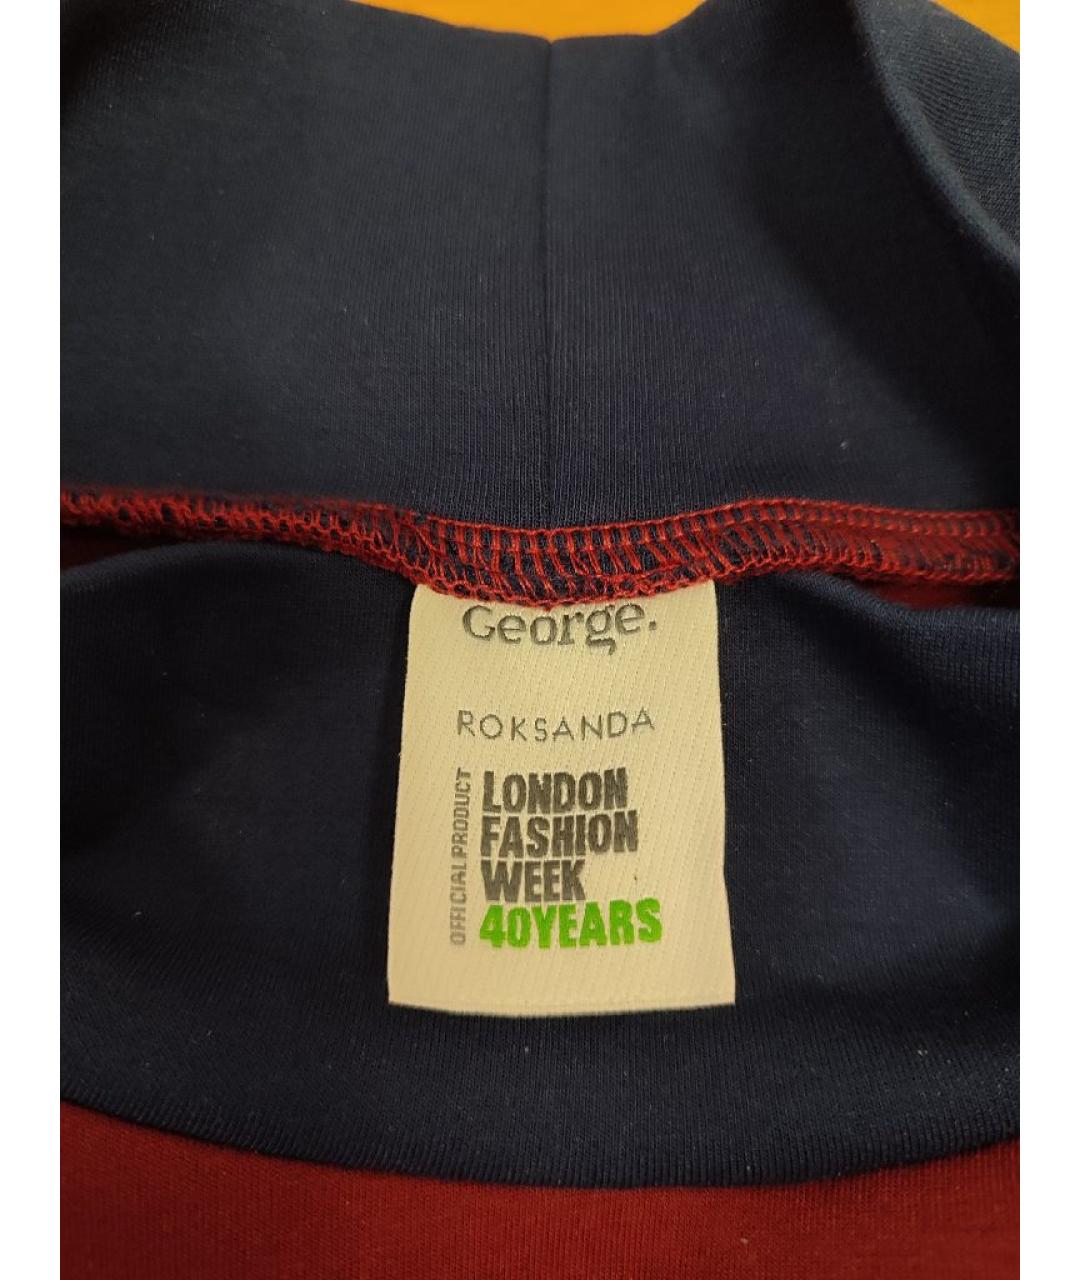 George.
ROKSANDA
OFFICIAL PRODUCT
LONDON
FASHION
WEEK
40YEARS